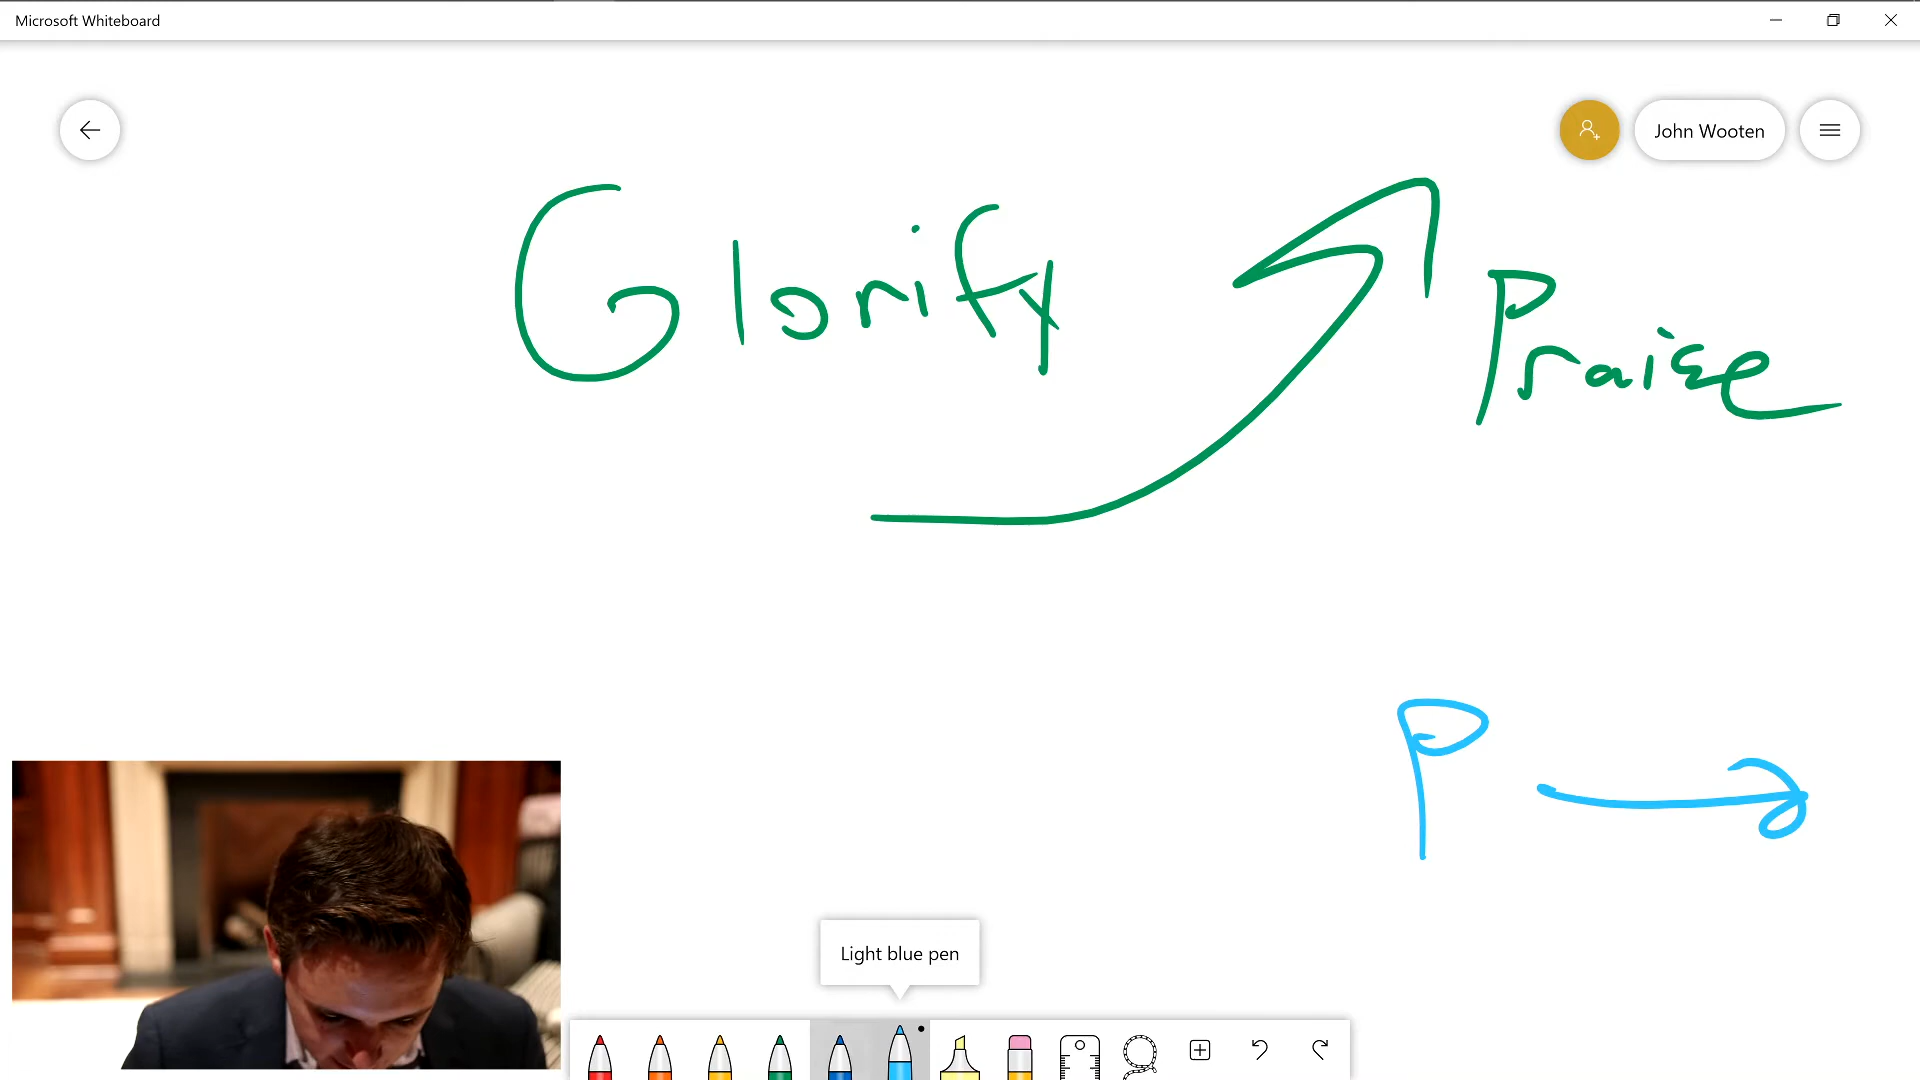 Microsoft Whiteboard
John Wooten
Glorify
Praise
P
Light blue pen